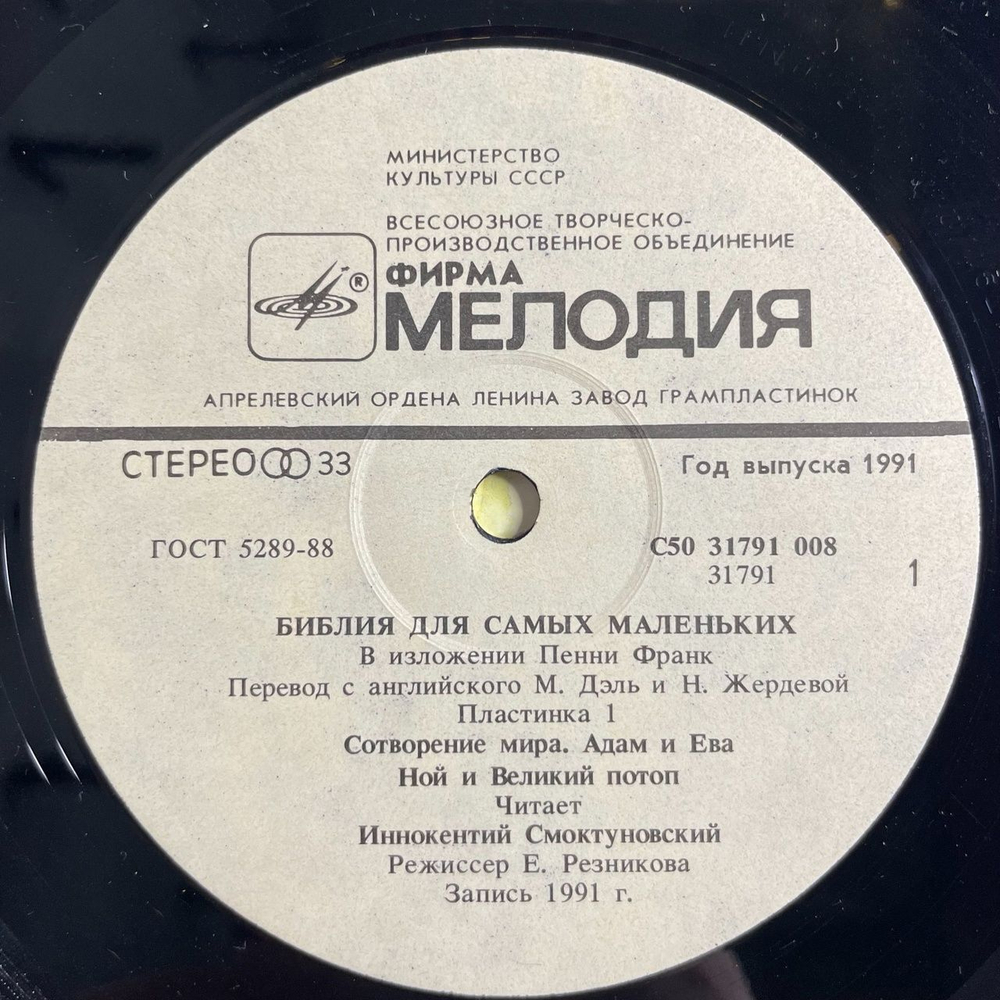 МИНИСТЕРСТВО
КУЛЬТУРЫ СССР
ВСЕСОЮЗНОЕ ТВОРЧЕСКО-
ПРОИЗВОДСТВЕННОЕ ОБЪЕДИНЕНИЕ
®
ФИРМА
МЕЛОДИЯ
АПРЕЛЕВСКИЙ ОРДЕНА ЛЕНИНА ЗАВОД ГРАМПЛАСТИНОК
СТЕРЕО 33 Год выпуска 1991
ГОСТ 5289-88 С50 31791 008
31791 1
БИБЛИЯ ДЛЯ САМЫХ МАЛЕНЬКИХ
В изложении Пенни Франк
Перевод с английского М. Дэль и Н. Жердевой
Пластинка 1
Сотворение мира. Адам и Ева
Ной и Великий потоп
Читает
Иннокентий Смоктуновский
Режиссер Е. Резникова
Запись 1991 г.